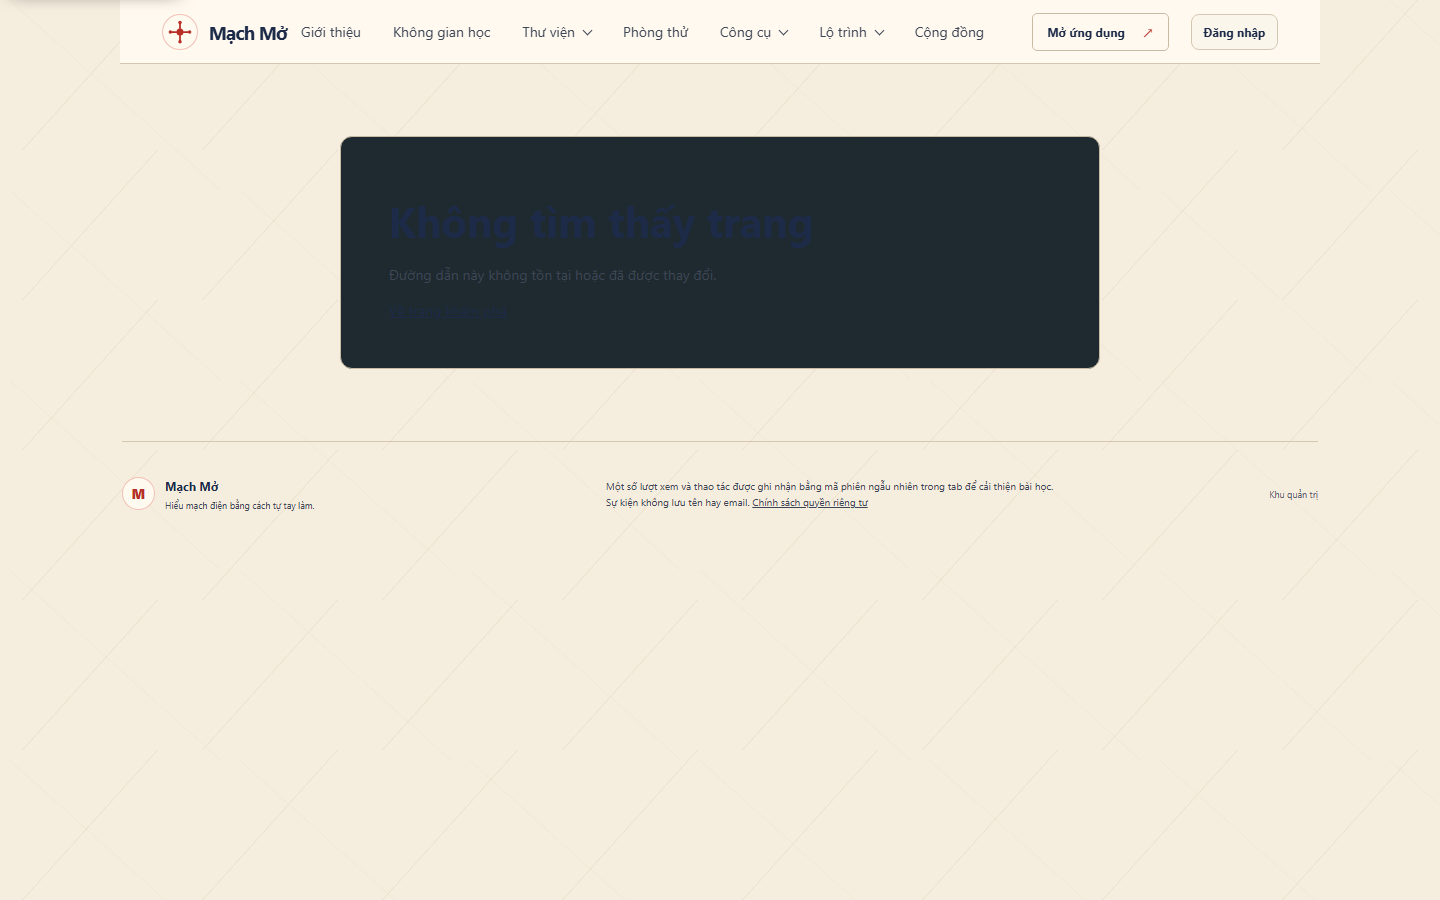 Mạch Mở
Giới thiệu
Không gian học
Thư viện
Phòng thử
Công cụ
Lộ trình
Cộng đồng
Mở ứng dụng ↗
Đăng nhập
Không tìm thấy trang
Đường dẫn này không tồn tại hoặc đã được thay đổi.
M
Mạch Mở
Hiểu mạch điện bằng cách tự tay làm.
Một số lượt xem và thao tác được ghi nhận bằng mã phiên ngẫu nhiên trong tab để cải thiện bài học.
Sự kiện không lưu tên hay email. Chính sách quyền riêng tư
Khu quản trị